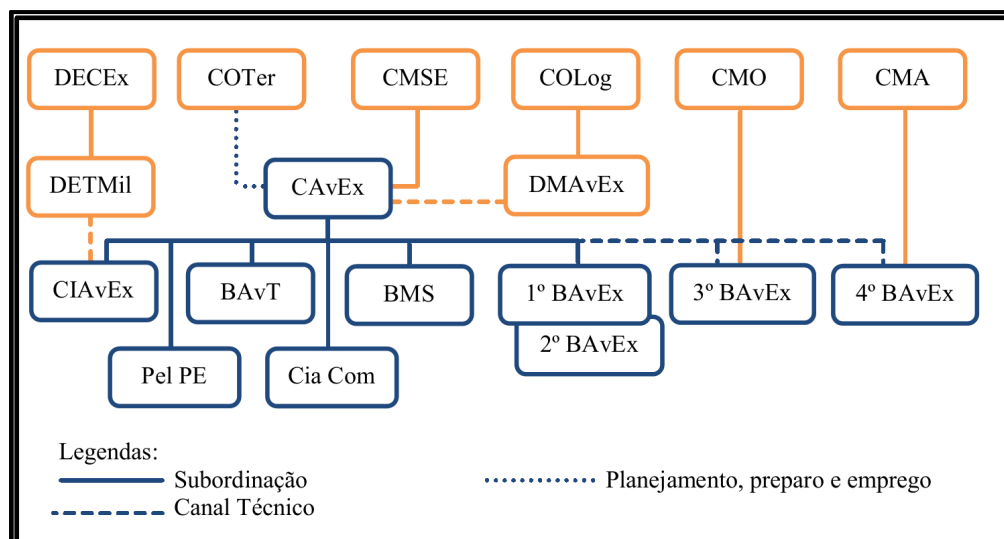 DECEx
COTer
CMSE
COLog
CMO
CMA
DETMil
CAvEx
DMAvEx
CIAvEx
BAvT
BMS
1º BAvEx
3º BAvEx
4º BAvEx
2º BAvEx
Pel PE
Cia Com
Legendas:
Subordinação
Planejamento, preparo e emprego
Canal Técnico